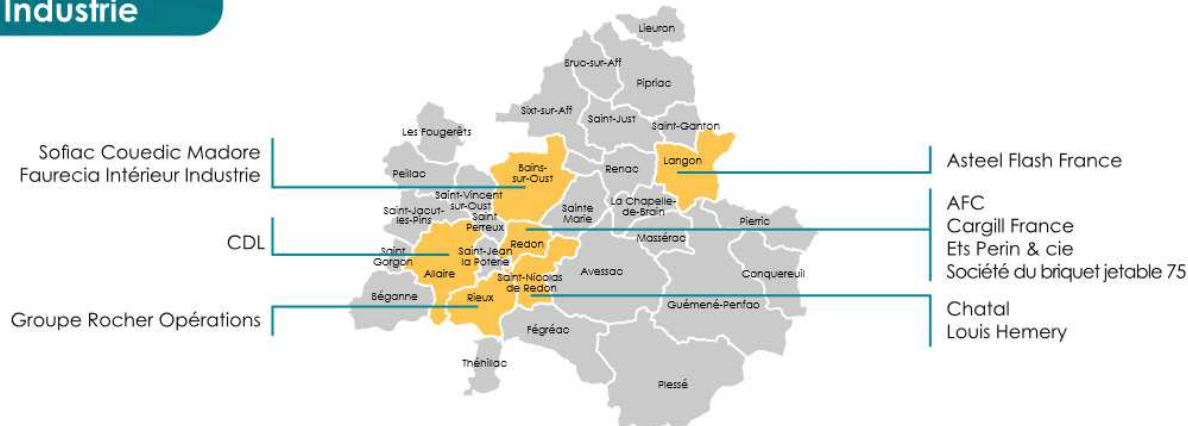 Industrie
Lieuron
Bruc-sur-Aff
Pipriac
Sixt-sur-Aff
Saint-Just
Saint-Ganton
Les Fougerêts
Sofiac Couedic Madore
Faurecia Intérieur Industrie
Bains-
sur-Oust
Renac
Langon
Asteel Flash France
Peillac
Saint-Vincent
sur-Oust
Saint-Jacut-
les-Pins
Saint
Perreux
Sainte
Marie
La Chapelle-
de-Brain
Pierric
AFC
Cargill France
Ets Perin & cie
Société du briquet jetable 75
CDL
Saint
Gorgon
Allaire
Saint-Jean
la Poterie
Redon
Massérac
Avessac
Conquereuil
Saint-Nicolas
de Redon
Béganne
Rieux
Guémené-Penfao
Chatal
Louis Hemery
Groupe Rocher Opérations
Fégréac
Théhillac
Plessé